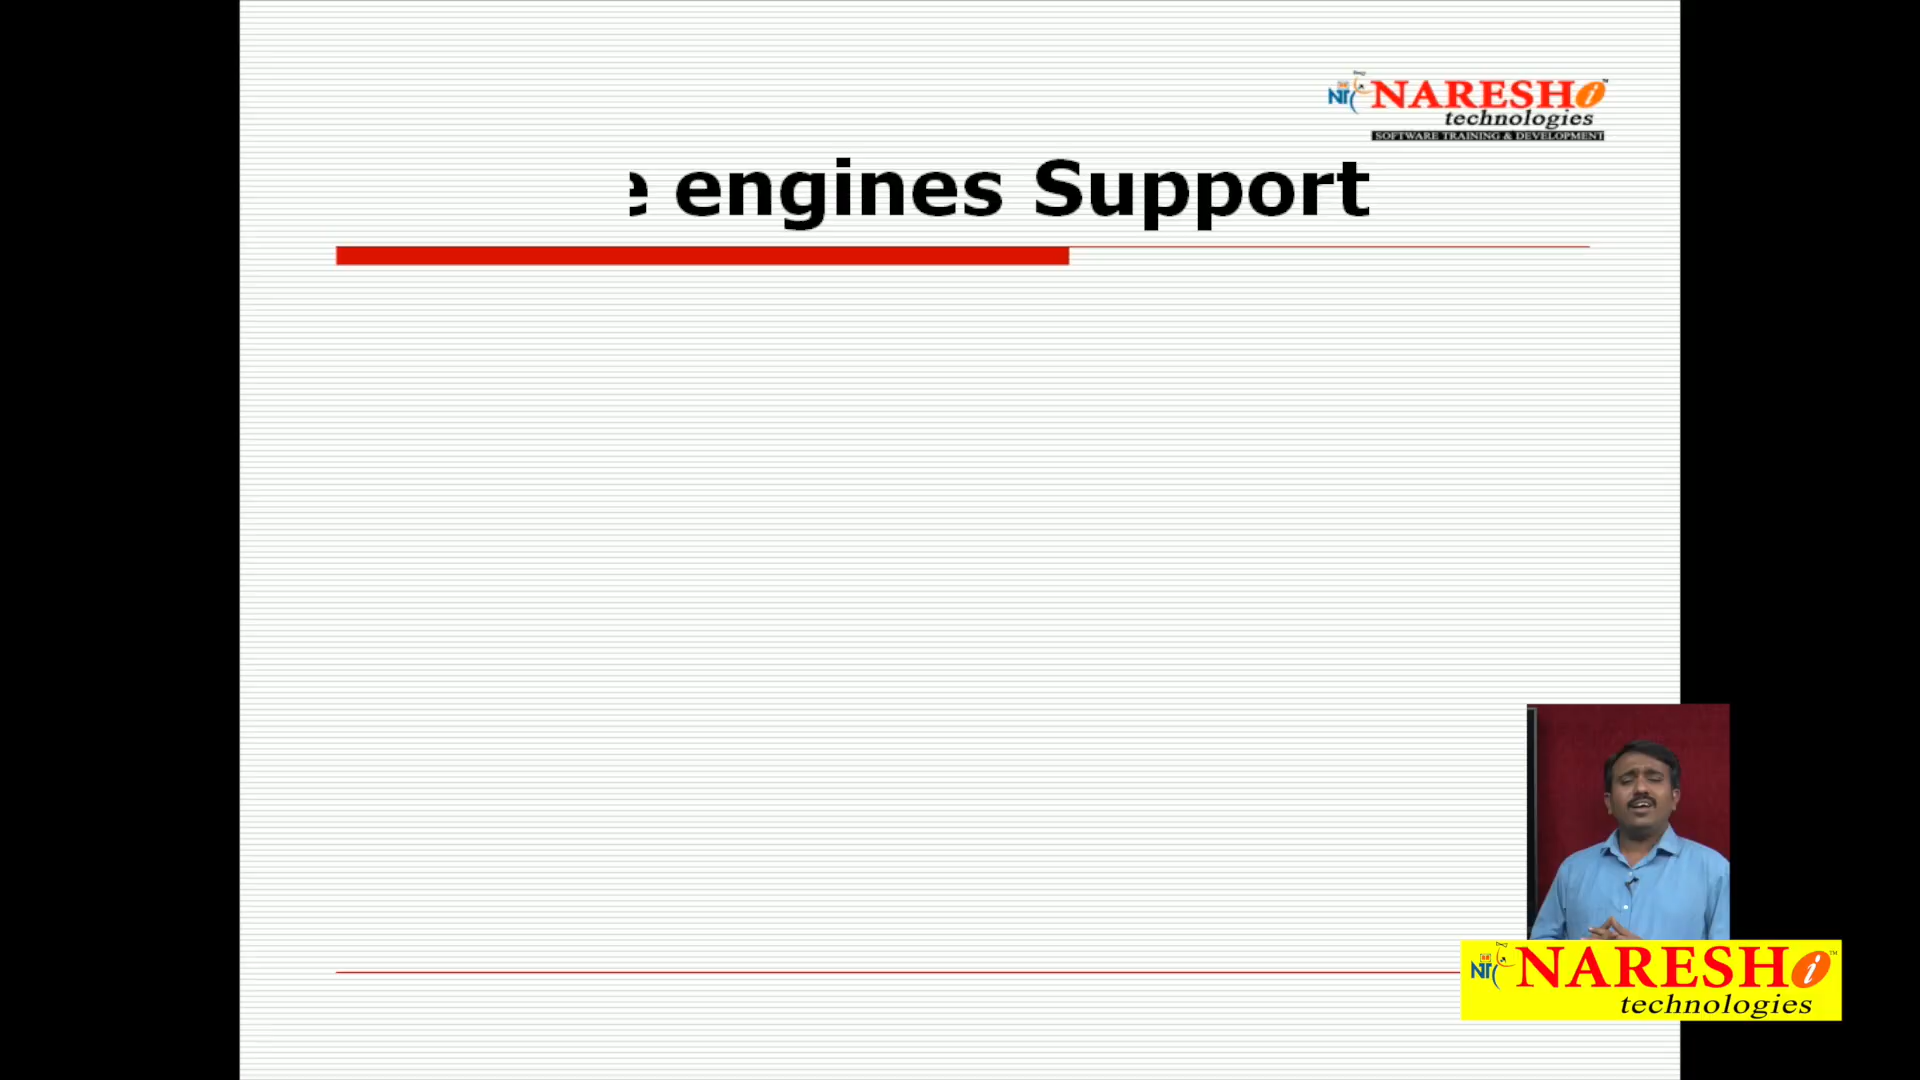 NARESH i
technologies
SOFTWARE TRAINING & DEVELOPMENT
e engines Support
NARESH i
technologies